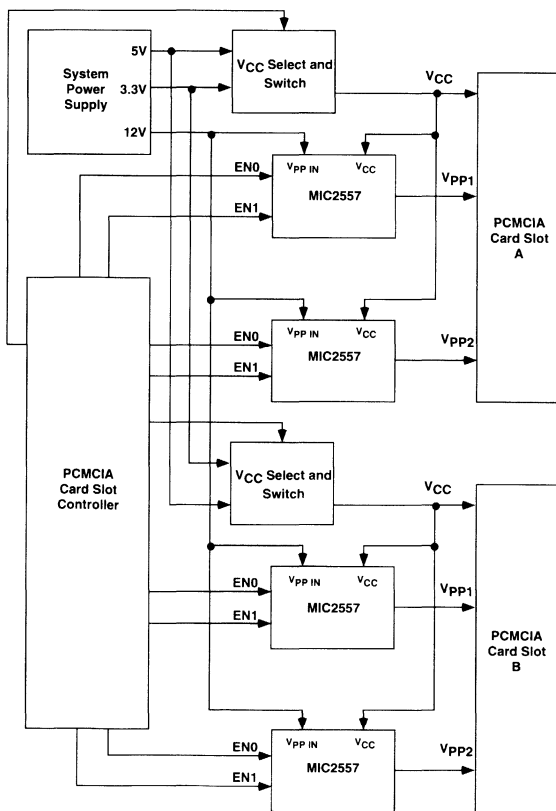 System
Power
Supply
5V
3.3V
12V
VCC Select and
Switch
VCC
EN0
EN1
VPP IN
VCC
MIC2557
VPP1
PCMCIA
Card Slot
A
EN0
EN1
VPP IN
VCC
MIC2557
VPP2
PCMCIA
Card Slot
Controller
VCC Select and
Switch
VCC
EN0
EN1
VPP IN
VCC
MIC2557
VPP1
PCMCIA
Card Slot
B
EN0
EN1
VPP IN
VCC
MIC2557
VPP2